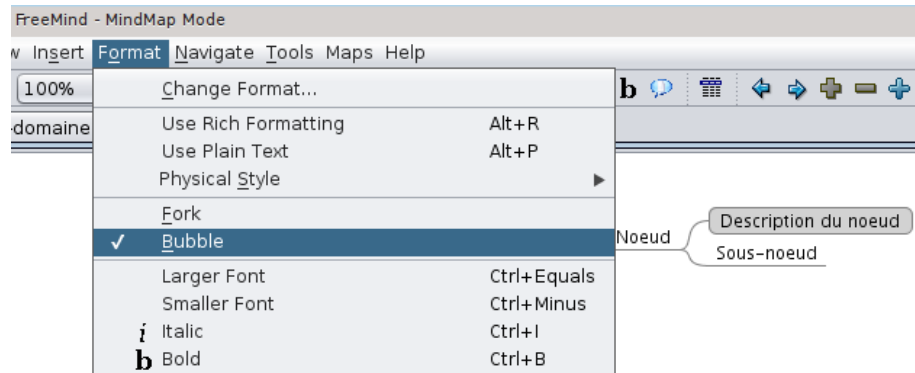 FreeMind - MindMap Mode
w Insert Format Navigate Tools Maps Help
100%
b
-domaine
Change Format...
Use Rich Formatting Alt+R
Use Plain Text Alt+P
Physical Style
Fork
Bubble
Larger Font Ctrl+Equals
Smaller Font Ctrl+Minus
i Italic Ctrl+I
b Bold Ctrl+B
Noeud
Description du noeud
Sous-noeud